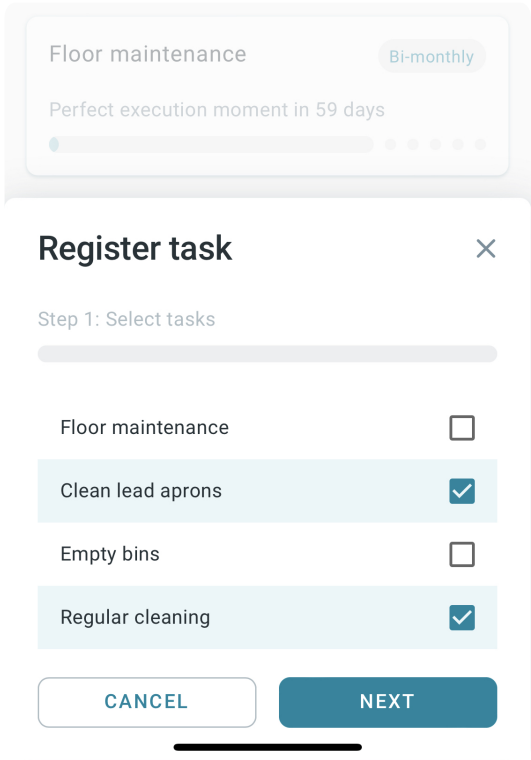 Floor maintenance
Bi-monthly
Perfect execution moment in 59 days
Register task
Step 1: Select tasks
Floor maintenance
Clean lead aprons
Empty bins
Regular cleaning
CANCEL
NEXT